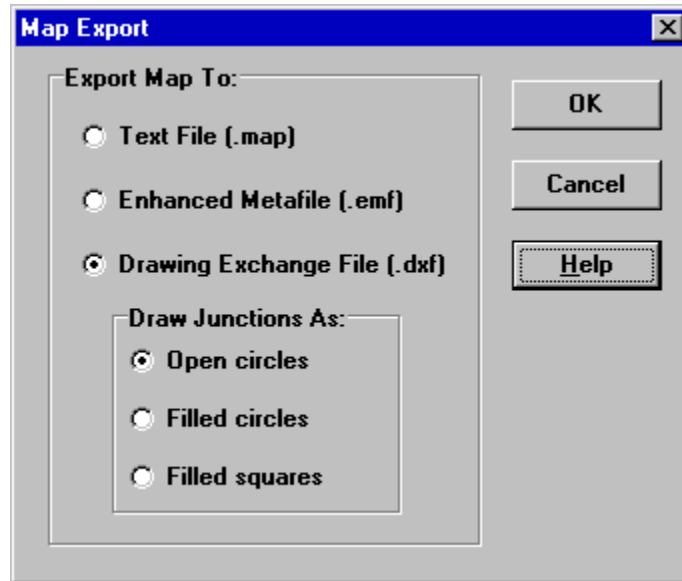 Map Export
Export Map To:
Text File (.map)
Enhanced Metafile (.emf)
Drawing Exchange File (.dxf)
Draw Junctions As:
Open circles
Filled circles
Filled squares
OK
Cancel
Help